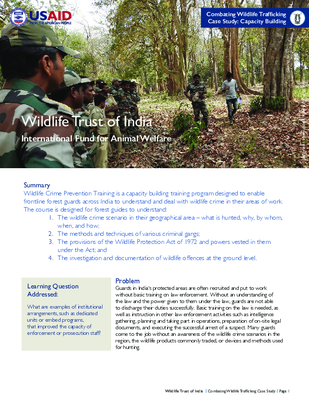 USAID
FROM THE AMERICAN PEOPLE
Combating Wildlife Trafficking
Case Study: Capacity Building
Wildlife Trust of India
International Fund for Animal Welfare
Summary
Wildlife Crime Prevention Training is a capacity building training program designed to enable
frontline forest guards across India to understand and deal with wildlife crime in their areas of work.
The course is designed for forest guides to understand:
1. The wildlife crime scenario in their geographical area – what is hunted, why, by whom,
when, and how;
2. The methods and techniques of various criminal gangs;
3. The provisions of the Wildlife Protection Act of 1972 and powers vested in them
under the Act; and
4. The investigation and documentation of wildlife offences at the ground level.
Learning Question
Addressed:
What are examples of institutional
arrangements, such as dedicated
units or embed programs,
that improved the capacity of
enforcement or prosecution staff?
Problem
Guards in India's protected areas are often recruited and put to work
without basic training on law enforcement. Without an understanding of
the law and the power given to them under the law, guards are not able
to discharge their duties successfully. Basic training on the law is needed, as
well as instruction in other law enforcement activities such as intelligence
gathering, planning and taking part in operations, preparation of on-site legal
documents, and executing the successful arrest of a suspect. Many guards
come to the job without an awareness of the wildlife crime scenarios in the
region, the wildlife products commonly traded, or devices and methods used
for hunting.
Wildlife Trust of India | Combating Wildlife Trafficking Case Study | Page 1